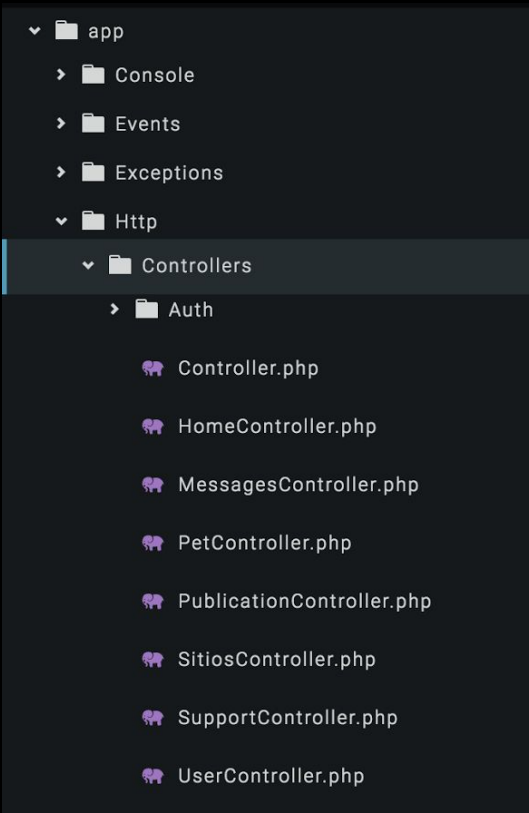 app
Console
Events
Exceptions
Http
Controllers
Auth
Controller.php
HomeController.php
MessagesController.php
PetController.php
PublicationController.php
SitiosController.php
SupportController.php
UserController.php